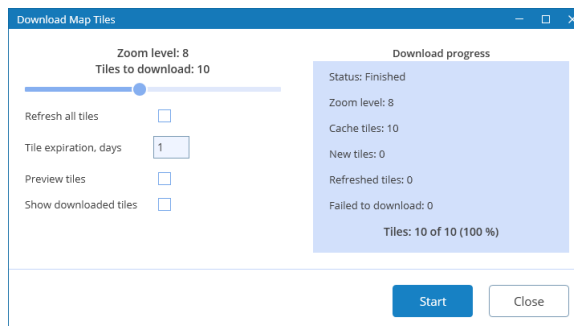 Download Map Tiles
Zoom level: 8
Tiles to download: 10
Refresh all tiles
Tile expiration, days 1
Preview tiles
Show downloaded tiles
Download progress
Status: Finished
Zoom level: 8
Cache tiles: 10
New tiles: 0
Refreshed tiles: 0
Failed to download: 0
Tiles: 10 of 10 (100 %)
Start Close